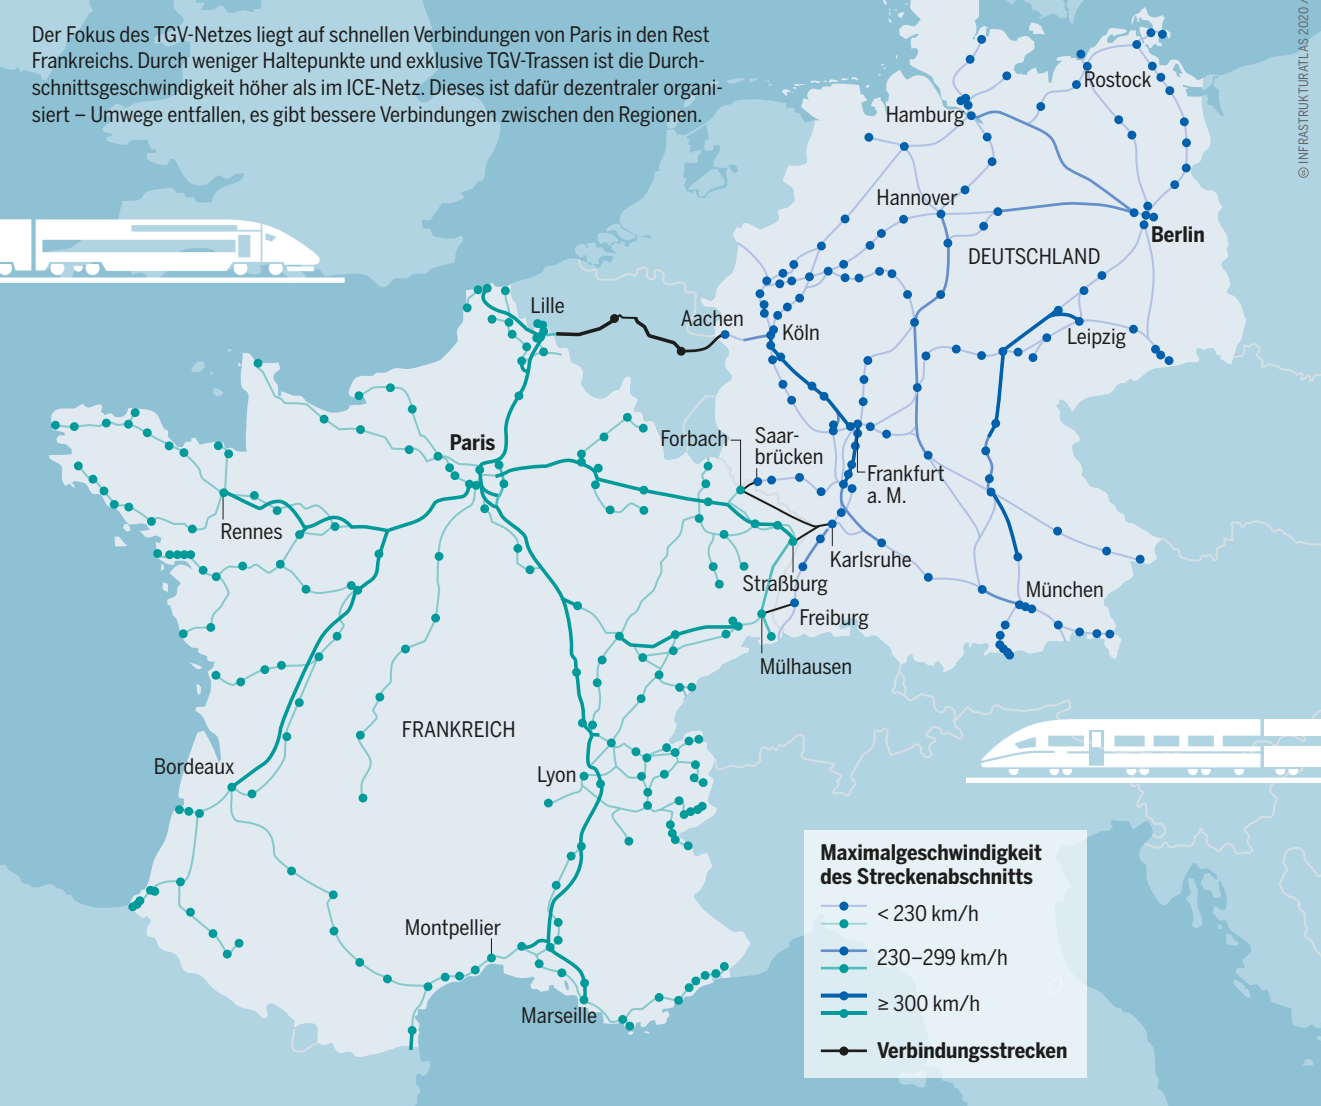 Der Fokus des TGV-Netzes liegt auf schnellen Verbindungen von Paris in den Rest
Frankreichs. Durch weniger Haltepunkte und exklusive TGV-Trassen ist die Durch-
schnittsgeschwindigkeit höher als im ICE-Netz. Dieses ist dafür dezentraler organi-
siert – Umwege entfallen, es gibt bessere Verbindungen zwischen den Regionen.
INFRASTRUKTURATLAS 2020 /
Rostock
Hamburg
Hannover
Berlin
DEUTSCHLAND
Lille
Aachen
Köln
Leipzig
Paris
Forbach
Saar-
brücken
Frankfurt
a. M.
Rennes
Karlsruhe
Straßburg
München
Freiburg
Mülhausen
FRANKREICH
Bordeaux
Lyon
Montpellier
Marseille
Maximalgeschwindigkeit
des Streckenabschnitts
< 230 km/h
230–299 km/h
≥ 300 km/h
Verbindungsstrecken